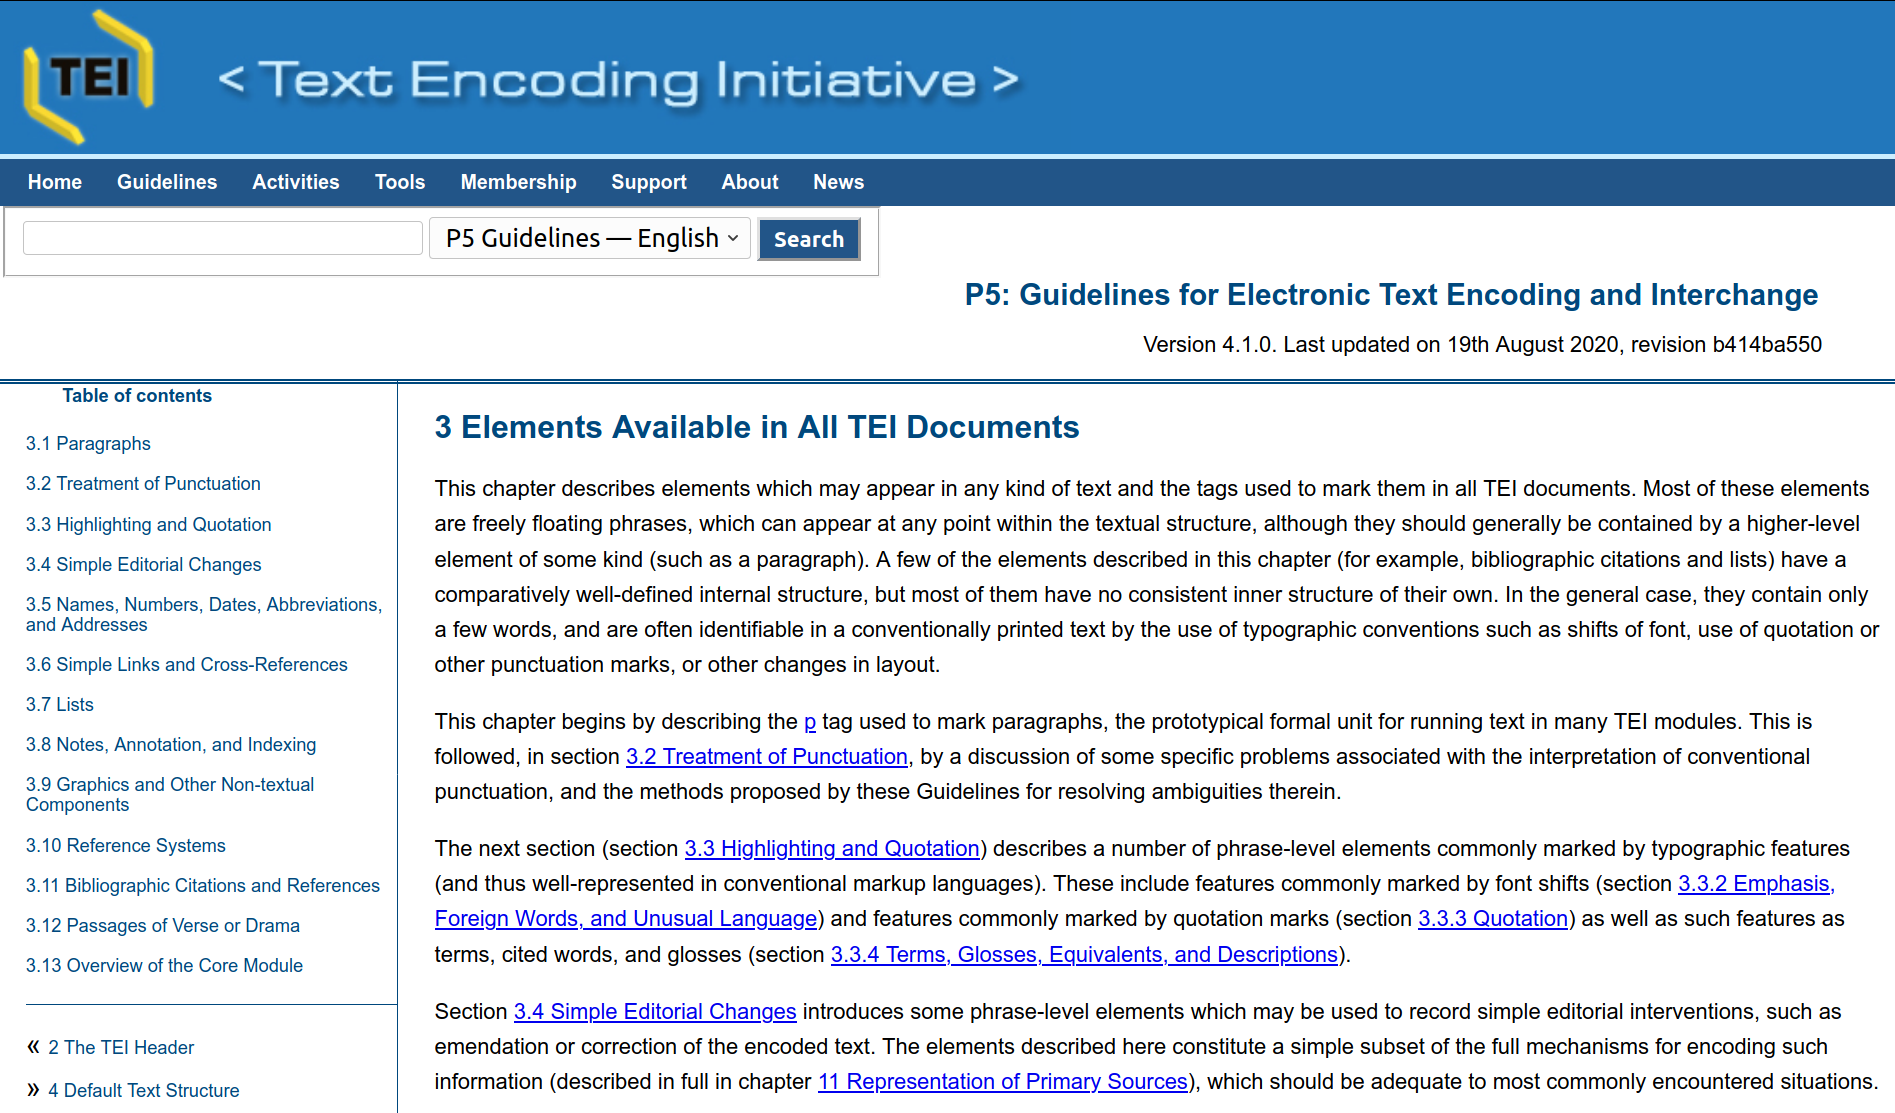 TEI
< Text Encoding Initiative >
Home Guidelines Activities Tools Membership Support About News
P5 Guidelines — English Search
P5: Guidelines for Electronic Text Encoding and Interchange
Version 4.1.0. Last updated on 19th August 2020, revision b414ba550
Table of contents
3.1 Paragraphs
3.2 Treatment of Punctuation
3.3 Highlighting and Quotation
3.4 Simple Editorial Changes
3.5 Names, Numbers, Dates, Abbreviations,
and Addresses
3.6 Simple Links and Cross-References
3.7 Lists
3.8 Notes, Annotation, and Indexing
3.9 Graphics and Other Non-textual
Components
3.10 Reference Systems
3.11 Bibliographic Citations and References
3.12 Passages of Verse or Drama
3.13 Overview of the Core Module
« 2 The TEI Header
» 4 Default Text Structure
3 Elements Available in All TEI Documents
This chapter describes elements which may appear in any kind of text and the tags used to mark them in all TEI documents. Most of these elements
are freely floating phrases, which can appear at any point within the textual structure, although they should generally be contained by a higher-level
element of some kind (such as a paragraph). A few of the elements described in this chapter (for example, bibliographic citations and lists) have a
comparatively well-defined internal structure, but most of them have no consistent inner structure of their own. In the general case, they contain only
a few words, and are often identifiable in a conventionally printed text by the use of typographic conventions such as shifts of font, use of quotation or
other punctuation marks, or other changes in layout.
This chapter begins by describing the p tag used to mark paragraphs, the prototypical formal unit for running text in many TEI modules. This is
followed, in section 3.2 Treatment of Punctuation, by a discussion of some specific problems associated with the interpretation of conventional
punctuation, and the methods proposed by these Guidelines for resolving ambiguities therein.
The next section (section 3.3 Highlighting and Quotation) describes a number of phrase-level elements commonly marked by typographic features
(and thus well-represented in conventional markup languages). These include features commonly marked by font shifts (section 3.3.2 Emphasis,
Foreign Words, and Unusual Language) and features commonly marked by quotation marks (section 3.3.3 Quotation) as well as such features as
terms, cited words, and glosses (section 3.3.4 Terms, Glosses, Equivalents, and Descriptions).
Section 3.4 Simple Editorial Changes introduces some phrase-level elements which may be used to record simple editorial interventions, such as
emendation or correction of the encoded text. The elements described here constitute a simple subset of the full mechanisms for encoding such
information (described in full in chapter 11 Representation of Primary Sources), which should be adequate to most commonly encountered situations.